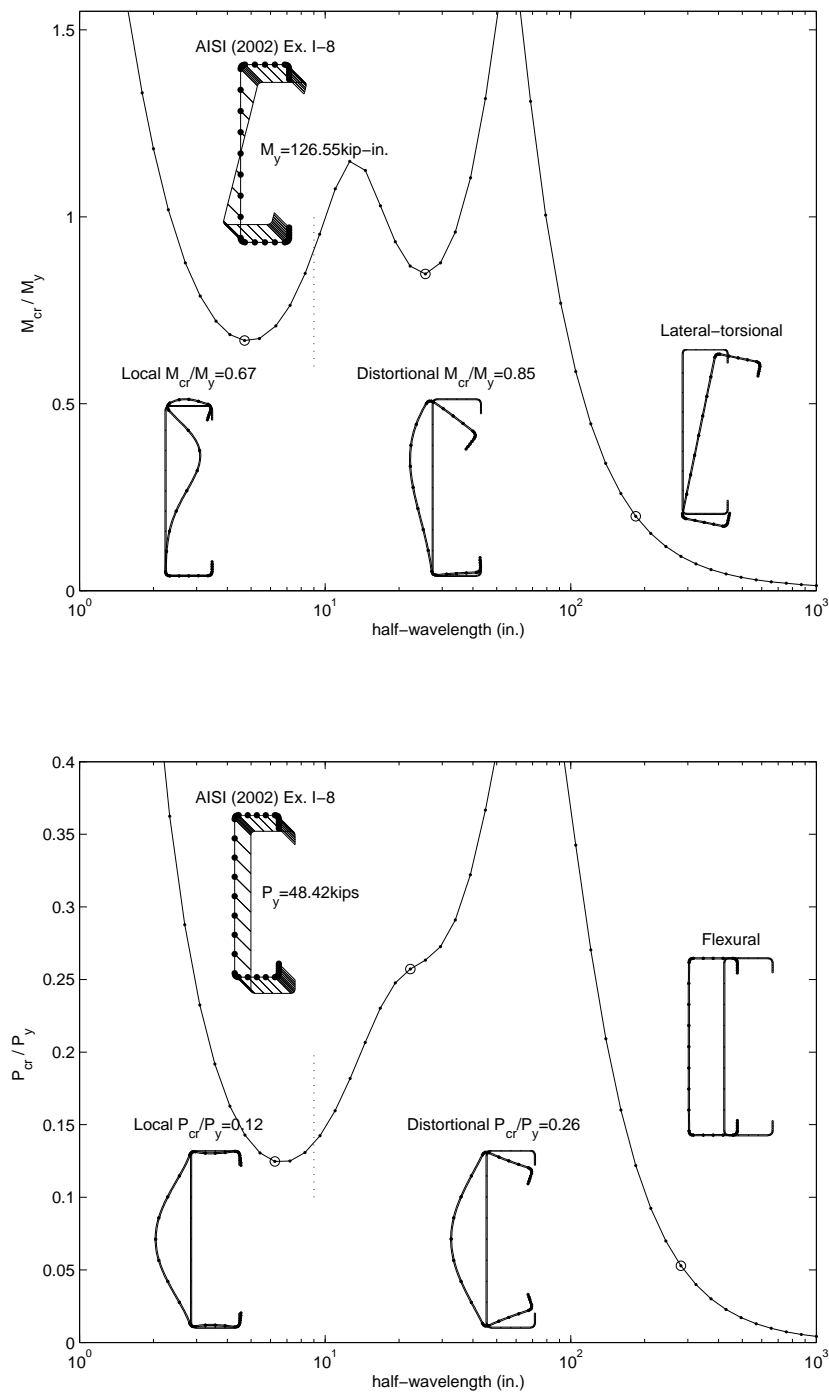 1.5
AISI (2002) Ex. I−8
M_y=126.55kip−in.
1
M_cr / M_y
Lateral−torsional
Local M_cr/M_y=0.67
Distortional M_cr/M_y=0.85
0.5
0
10^0
10^1
10^2
10^3
half−wavelength (in.)
0.4
AISI (2002) Ex. I−8
0.35
P_y=48.42kips
0.3
Flexural
0.25
P_cr / P_y
0.2
0.15
Local P_cr/P_y=0.12
Distortional P_cr/P_y=0.26
0.1
0.05
0
10^0
10^1
10^2
10^3
half−wavelength (in.)